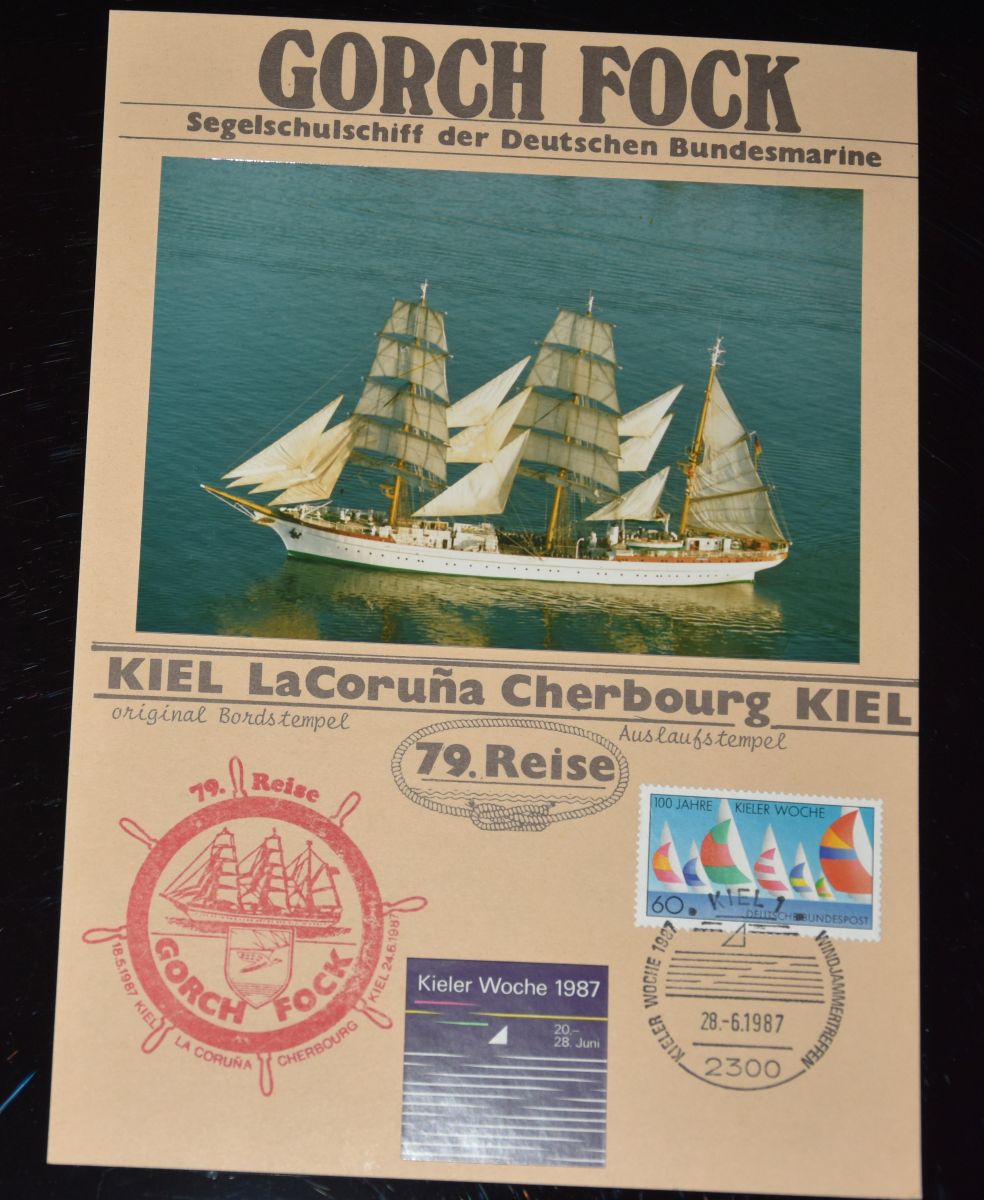 GORCH FOCK
Segelschulschiff der Deutschen Bundesmarine
KIEL LaCoruña Cherbourg KIEL
original Bordstempel
Auslaufstempel
79. Reise
79. Reise
GORCH FOCK
18.5.1987 KIEL LA CORUÑA CHERBOURG KIEL 24.6.1987
Kieler Woche 1987
20.–
28. Juni
100 JAHRE KIELER WOCHE
60
DEUTSCHE BUNDESPOST
KIEL 1
KIELER WOCHE 1987 WINDJAMMERTREFFEN
28.-6.1987
2300